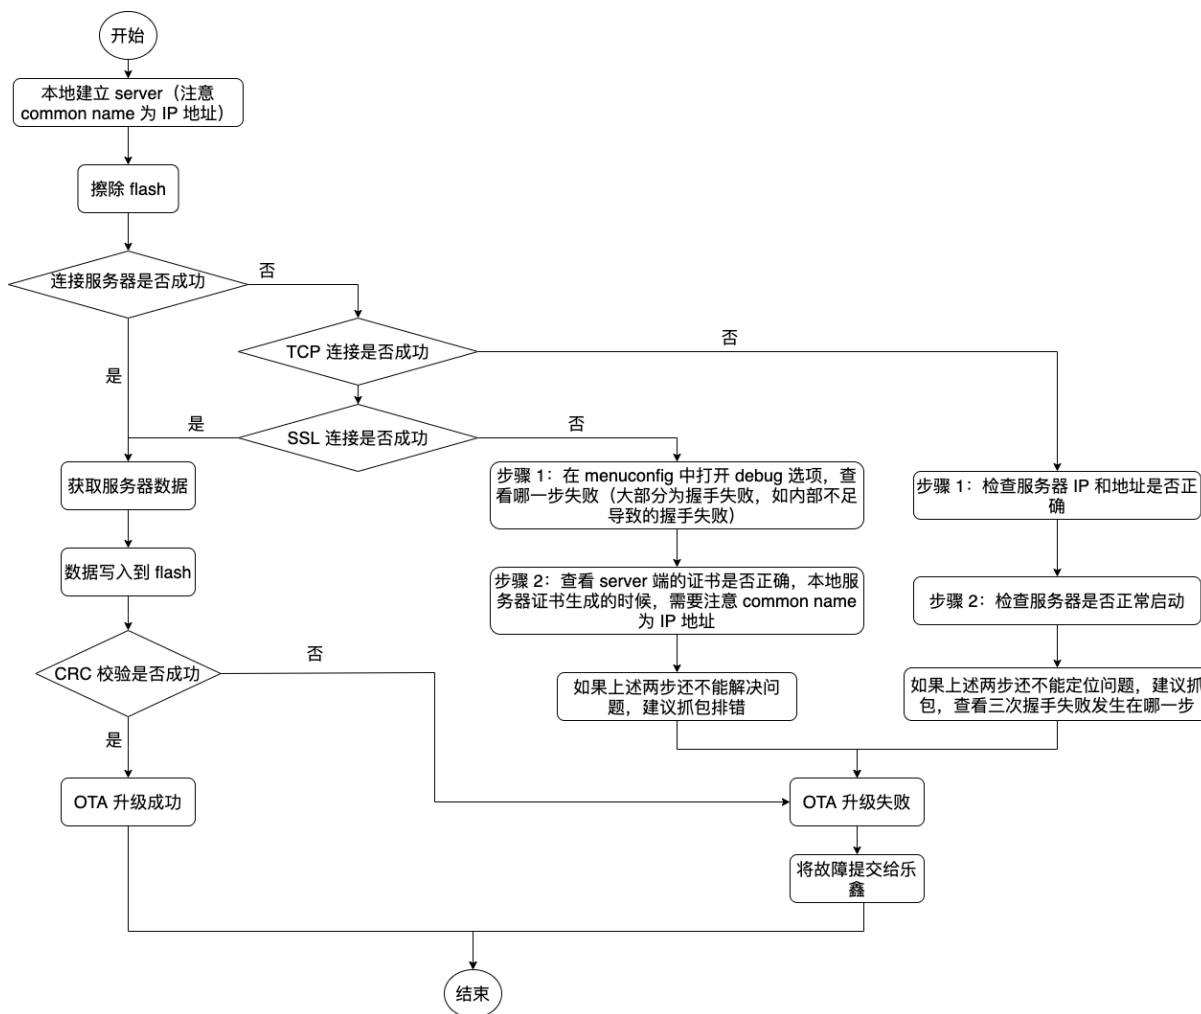 开始
本地建立 server（注意
common name 为 IP 地址）
擦除 flash
连接服务器是否成功
否
TCP 连接是否成功
否
是
SSL 连接是否成功
是
否
获取服务器数据
步骤 1：在 menuconfig 中打开 debug 选项，查
看哪一步失败（大部分为握手失败，如内部不足
导致的握手失败）
步骤 1：检查服务器 IP 和地址是否正
确
数据写入到 flash
步骤 2：查看 server 端的证书是否正确，本地服
务器证书生成的时候，需要注意 common name
为 IP 地址
步骤 2：检查服务器是否正常启动
CRC 校验是否成功
否
是
如果上述两步还不能解决问
题，建议抓包排错
如果上述两步还不能定位问题，建议抓
包，查看三次握手失败发生在哪一步
OTA 升级成功
OTA 升级失败
将故障提交给乐
鑫
结束